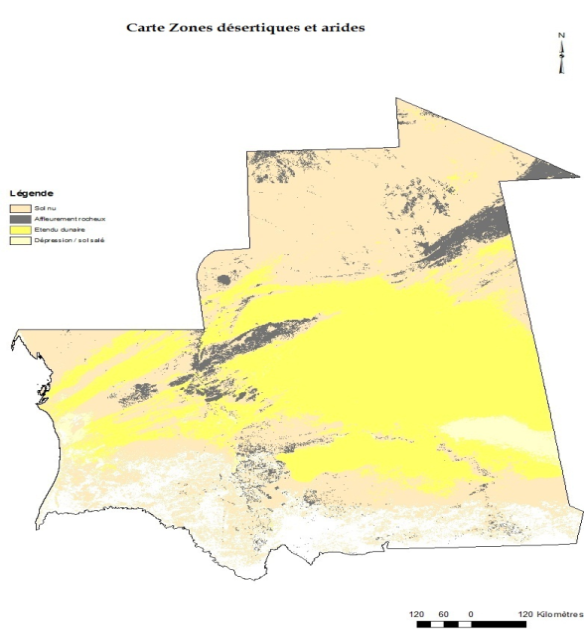 Carte Zones désertiques et arides
N
Légende
Sol nu
Affleurement rocheux
Etendu dunaire
Dépression / sol salé
120 60 0 120 Kilomètres